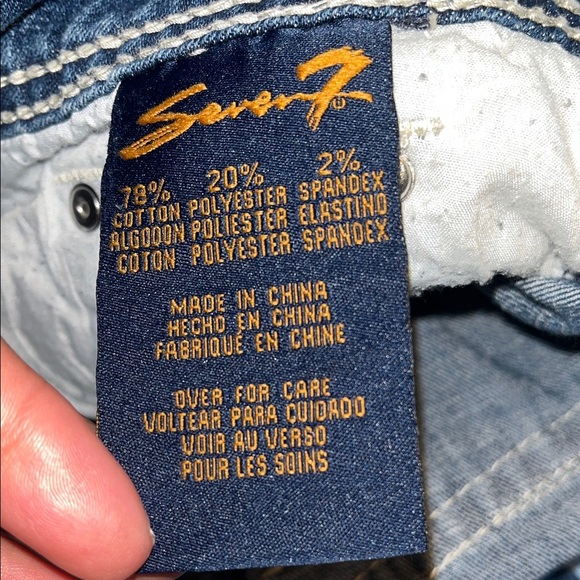 Seven7
78% 20% 2%
COTTON POLYESTER SPANDEX
ALGODON POLIESTER ELASTINO
COTON POLYESTER SPANDEX
MADE IN CHINA
HECHO EN CHINA
FABRIQUÉ EN CHINE
OVER FOR CARE
VOLTEAR PARA CUIDADO
VOIR AU VERSO
POUR LES SOINS